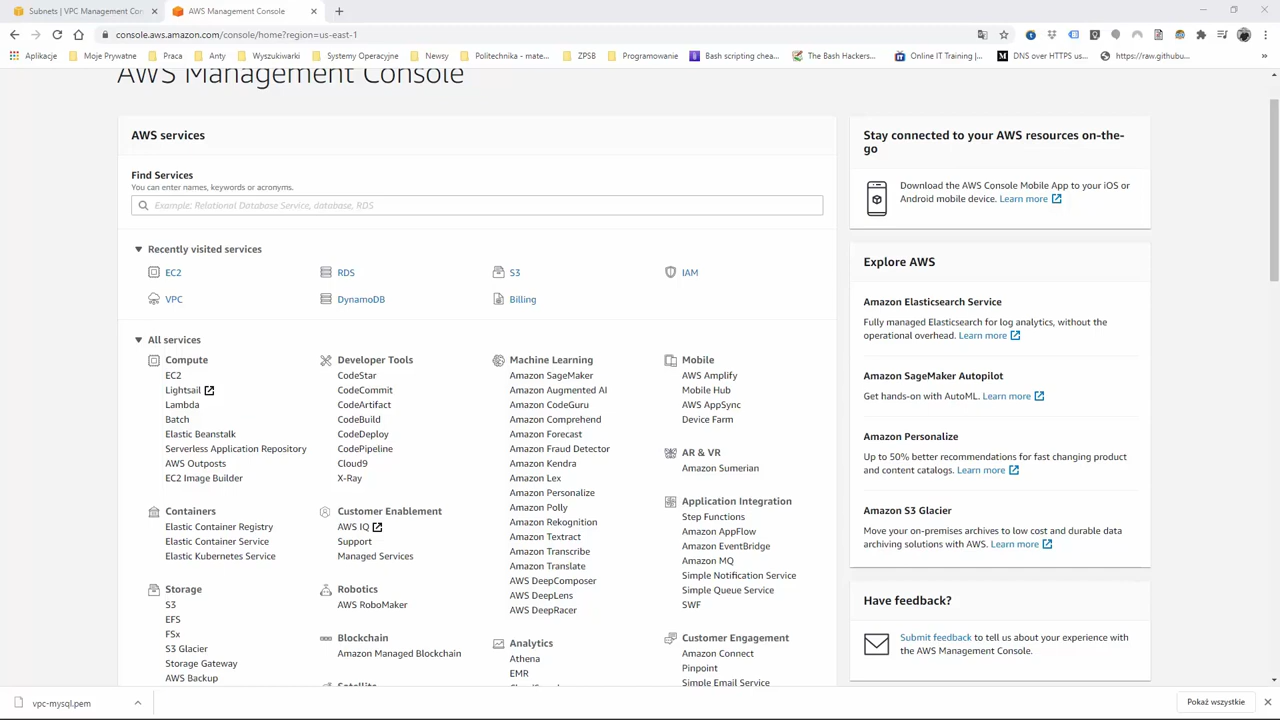 Subnets | VPC Management Con
AWS Management Console
console.aws.amazon.com/console/home?region=us-east-1
Aplikacje
Moje Prywatne
Praca
Anty
Wyszukiwarki
Systemy Operacyjne
Newsy
Politechnika - mate...
ZPSB
Programowanie
Bash scripting chea...
The Bash Hackers...
Online IT Training |...
DNS over HTTPS us...
https://raw.githubu...
»
AWS Management Console
AWS services
Find Services
You can enter names, keywords or acronyms.
Example: Relational Database Service, database, RDS
Recently visited services
EC2
RDS
S3
IAM
VPC
DynamoDB
Billing
All services
Compute
EC2
Lightsail
Lambda
Batch
Elastic Beanstalk
Serverless Application Repository
AWS Outposts
EC2 Image Builder
Containers
Elastic Container Registry
Elastic Container Service
Elastic Kubernetes Service
Storage
S3
EFS
FSx
S3 Glacier
Storage Gateway
AWS Backup
Developer Tools
CodeStar
CodeCommit
CodeArtifact
CodeBuild
CodeDeploy
CodePipeline
Cloud9
X-Ray
Customer Enablement
AWS IQ
Support
Managed Services
Robotics
AWS RoboMaker
Blockchain
Amazon Managed Blockchain
Satellite
Machine Learning
Amazon SageMaker
Amazon Augmented AI
Amazon CodeGuru
Amazon Comprehend
Amazon Forecast
Amazon Fraud Detector
Amazon Kendra
Amazon Lex
Amazon Personalize
Amazon Polly
Amazon Rekognition
Amazon Textract
Amazon Transcribe
Amazon Translate
AWS DeepComposer
AWS DeepLens
AWS DeepRacer
Analytics
Athena
EMR
CloudSearch
Mobile
AWS Amplify
Mobile Hub
AWS AppSync
Device Farm
AR & VR
Amazon Sumerian
Application Integration
Step Functions
Amazon AppFlow
Amazon EventBridge
Amazon MQ
Simple Notification Service
Simple Queue Service
SWF
Customer Engagement
Amazon Connect
Pinpoint
Simple Email Service
Stay connected to your AWS resources on-the-
go
Download the AWS Console Mobile App to your iOS or
Android mobile device. Learn more
Explore AWS
Amazon Elasticsearch Service
Fully managed Elasticsearch for log analytics, without the
operational overhead. Learn more
Amazon SageMaker Autopilot
Get hands-on with AutoML. Learn more
Amazon Personalize
Up to 50% better recommendations for fast changing product
and content catalogs. Learn more
Amazon S3 Glacier
Move your on-premises archives to low cost and durable data
archiving solutions with AWS. Learn more
Have feedback?
Submit feedback to tell us about your experience with
the AWS Management Console.
vpc-mysql.pem
Pokaż wszystkie